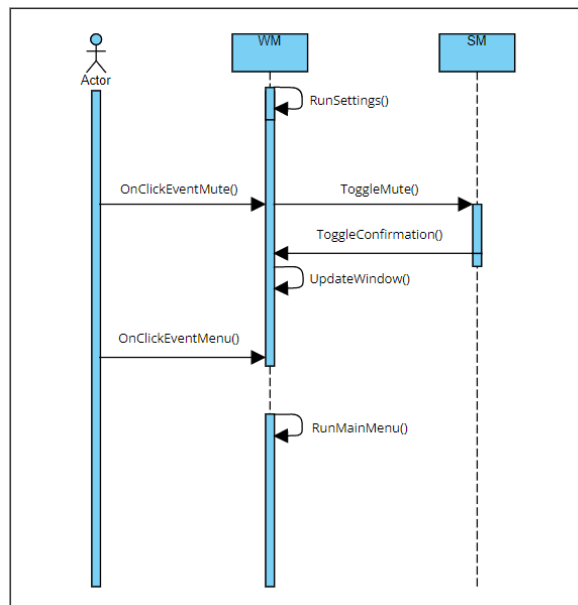 WM
SM
Actor
RunSettings()
OnClickEventMute()
ToggleMute()
ToggleConfirmation()
UpdateWindow()
OnClickEventMenu()
RunMainMenu()